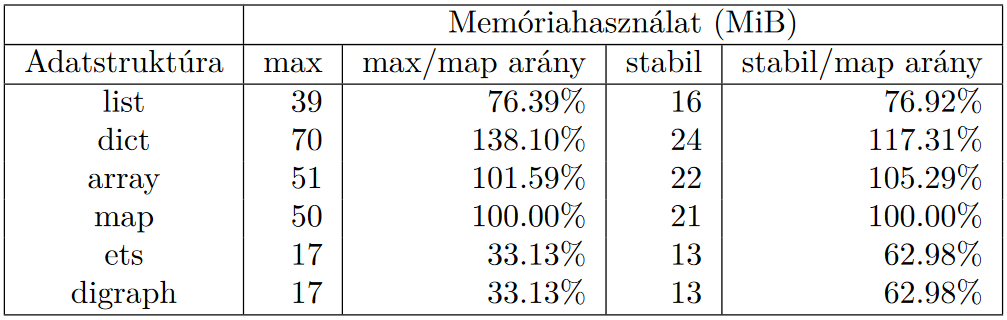 Memóriahasználat (MiB)
Adatstruktúra max max/map arány stabil stabil/map arány
list 39 76.39% 16 76.92%
dict 70 138.10% 24 117.31%
array 51 101.59% 22 105.29%
map 50 100.00% 21 100.00%
ets 17 33.13% 13 62.98%
digraph 17 33.13% 13 62.98%